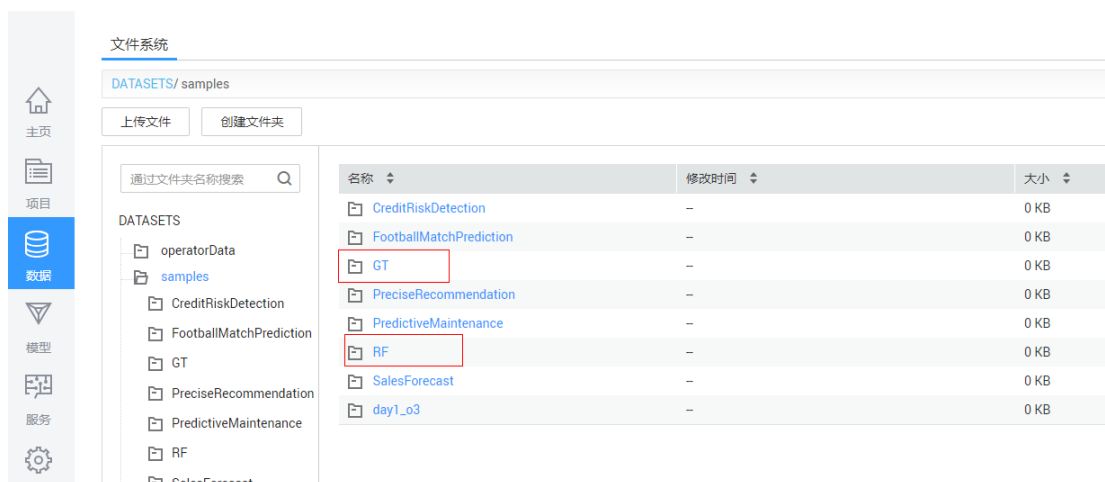 文件系统
DATASETS/ samples
上传文件 创建文件夹
主页
项目
数据
模型
服务
通过文件夹名称搜索
DATASETS
operatorData
samples
CreditRiskDetection
FootballMatchPrediction
GT
PreciseRecommendation
PredictiveMaintenance
RF
SalesForecast
名称 修改时间 大小
CreditRiskDetection -- 0 KB
FootballMatchPrediction -- 0 KB
GT -- 0 KB
PreciseRecommendation -- 0 KB
PredictiveMaintenance -- 0 KB
RF -- 0 KB
SalesForecast -- 0 KB
day1_o3 -- 0 KB